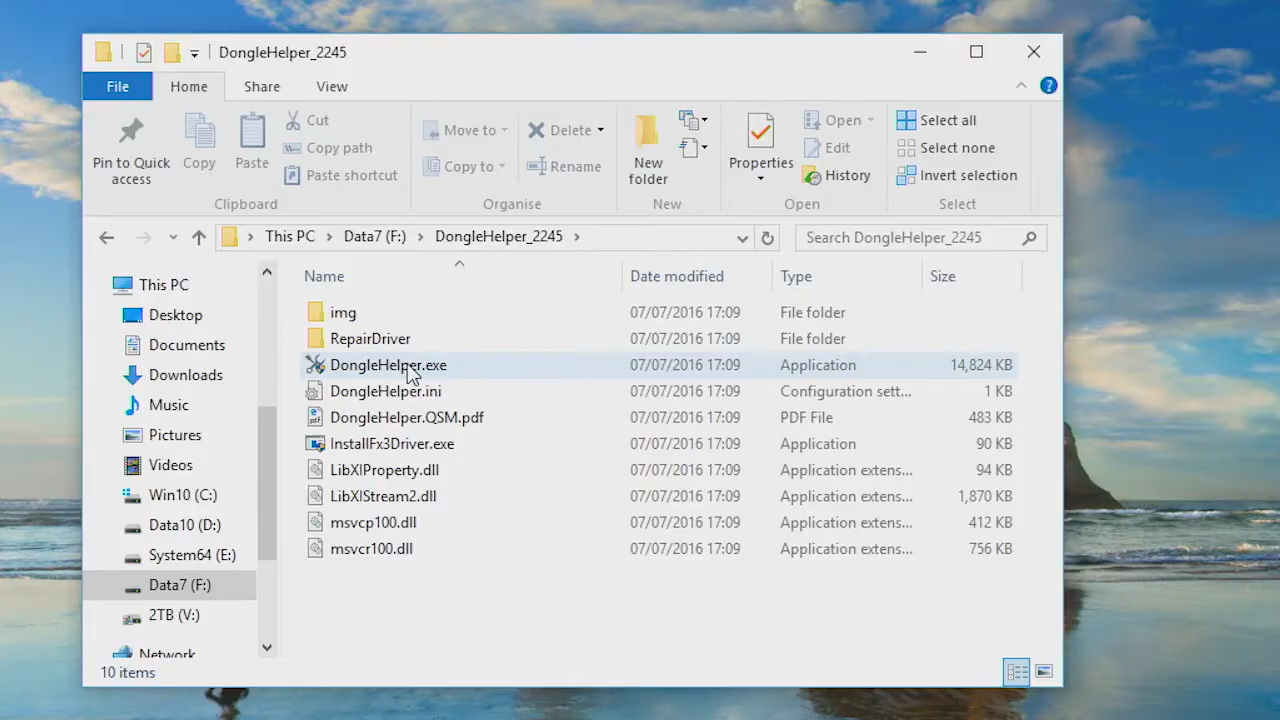 DongleHelper_2245
File Home Share View
Pin to Quick access
Copy
Paste
Cut
Copy path
Paste shortcut
Clipboard
Move to
Copy to
Delete
Rename
Organise
New folder
New
Properties
Open
Edit
History
Open
Select all
Select none
Invert selection
Select
This PC Data7 (F:) DongleHelper_2245
Search DongleHelper_2245
This PC
Desktop
Documents
Downloads
Music
Pictures
Videos
Win10 (C:)
Data10 (D:)
System64 (E:)
Data7 (F:)
2TB (V:)
Network
Name Date modified Type Size
img 07/07/2016 17:09 File folder
RepairDriver 07/07/2016 17:09 File folder
DongleHelper.exe 07/07/2016 17:09 Application 14,824 KB
DongleHelper.ini 07/07/2016 17:09 Configuration sett... 1 KB
DongleHelper.QSM.pdf 07/07/2016 17:09 PDF File 483 KB
InstallFx3Driver.exe 07/07/2016 17:09 Application 90 KB
LibXIProperty.dll 07/07/2016 17:09 Application extens... 94 KB
LibXIStream2.dll 07/07/2016 17:09 Application extens... 1,870 KB
msvcp100.dll 07/07/2016 17:09 Application extens... 412 KB
msvcr100.dll 07/07/2016 17:09 Application extens... 756 KB
10 items